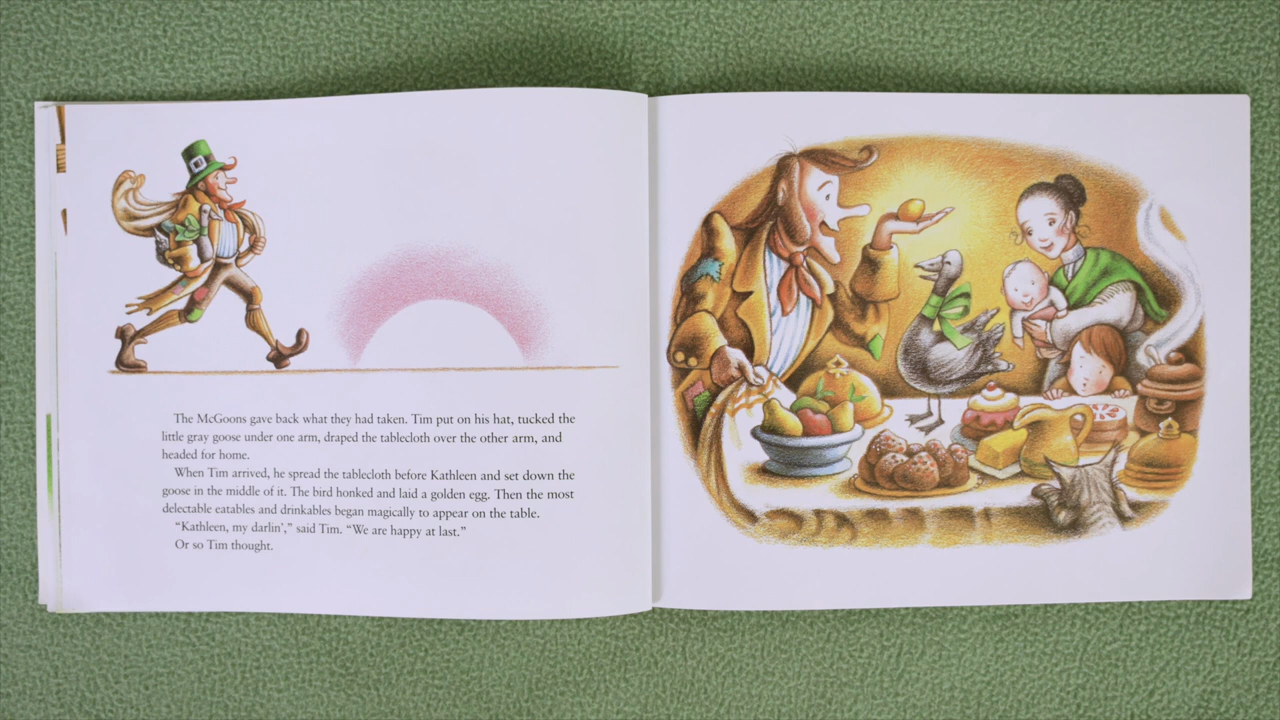 The McGoons gave back what they had taken. Tim put on his hat, tucked the
little gray goose under one arm, draped the tablecloth over the other arm, and
headed for home.
When Tim arrived, he spread the tablecloth before Kathleen and set down the
goose in the middle of it. The bird honked and laid a golden egg. Then the most
delectable eatables and drinkables began magically to appear on the table.
“Kathleen, my darlin’,” said Tim. “We are happy at last.”
Or so Tim thought.